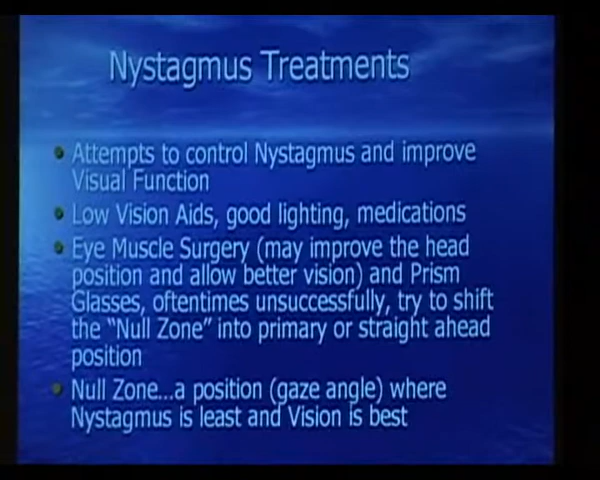 Nystagmus Treatments
Attempts to control Nystagmus and improve
Visual Function
Low Vision Aids, good lighting, medications
Eye Muscle Surgery (may improve the head
position and allow better vision) and Prism
Glasses, oftentimes unsuccessfully, try to shift
the "Null Zone" into primary or straight ahead
position
Null Zone...a position (gaze angle) where
Nystagmus is least and Vision is best